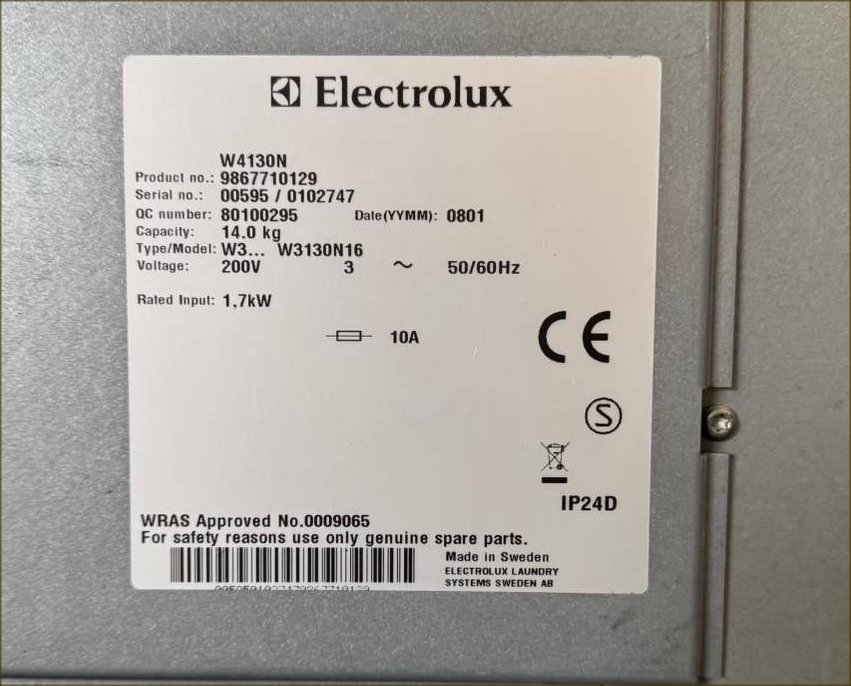 Electrolux
W4130N
Product no.: 9867710129
Serial no.: 00595 / 0102747
QC number: 80100295 Date(YYMM): 0801
Capacity: 14.0 kg
Type/Model: W3... W3130N16
Voltage: 200V 3 ~ 50/60Hz
Rated Input: 1,7kW
10A
CE
S
IP24D
WRAS Approved No.0009065
For safety reasons use only genuine spare parts.
Made in Sweden
ELECTROLUX LAUNDRY
SYSTEMS SWEDEN AB